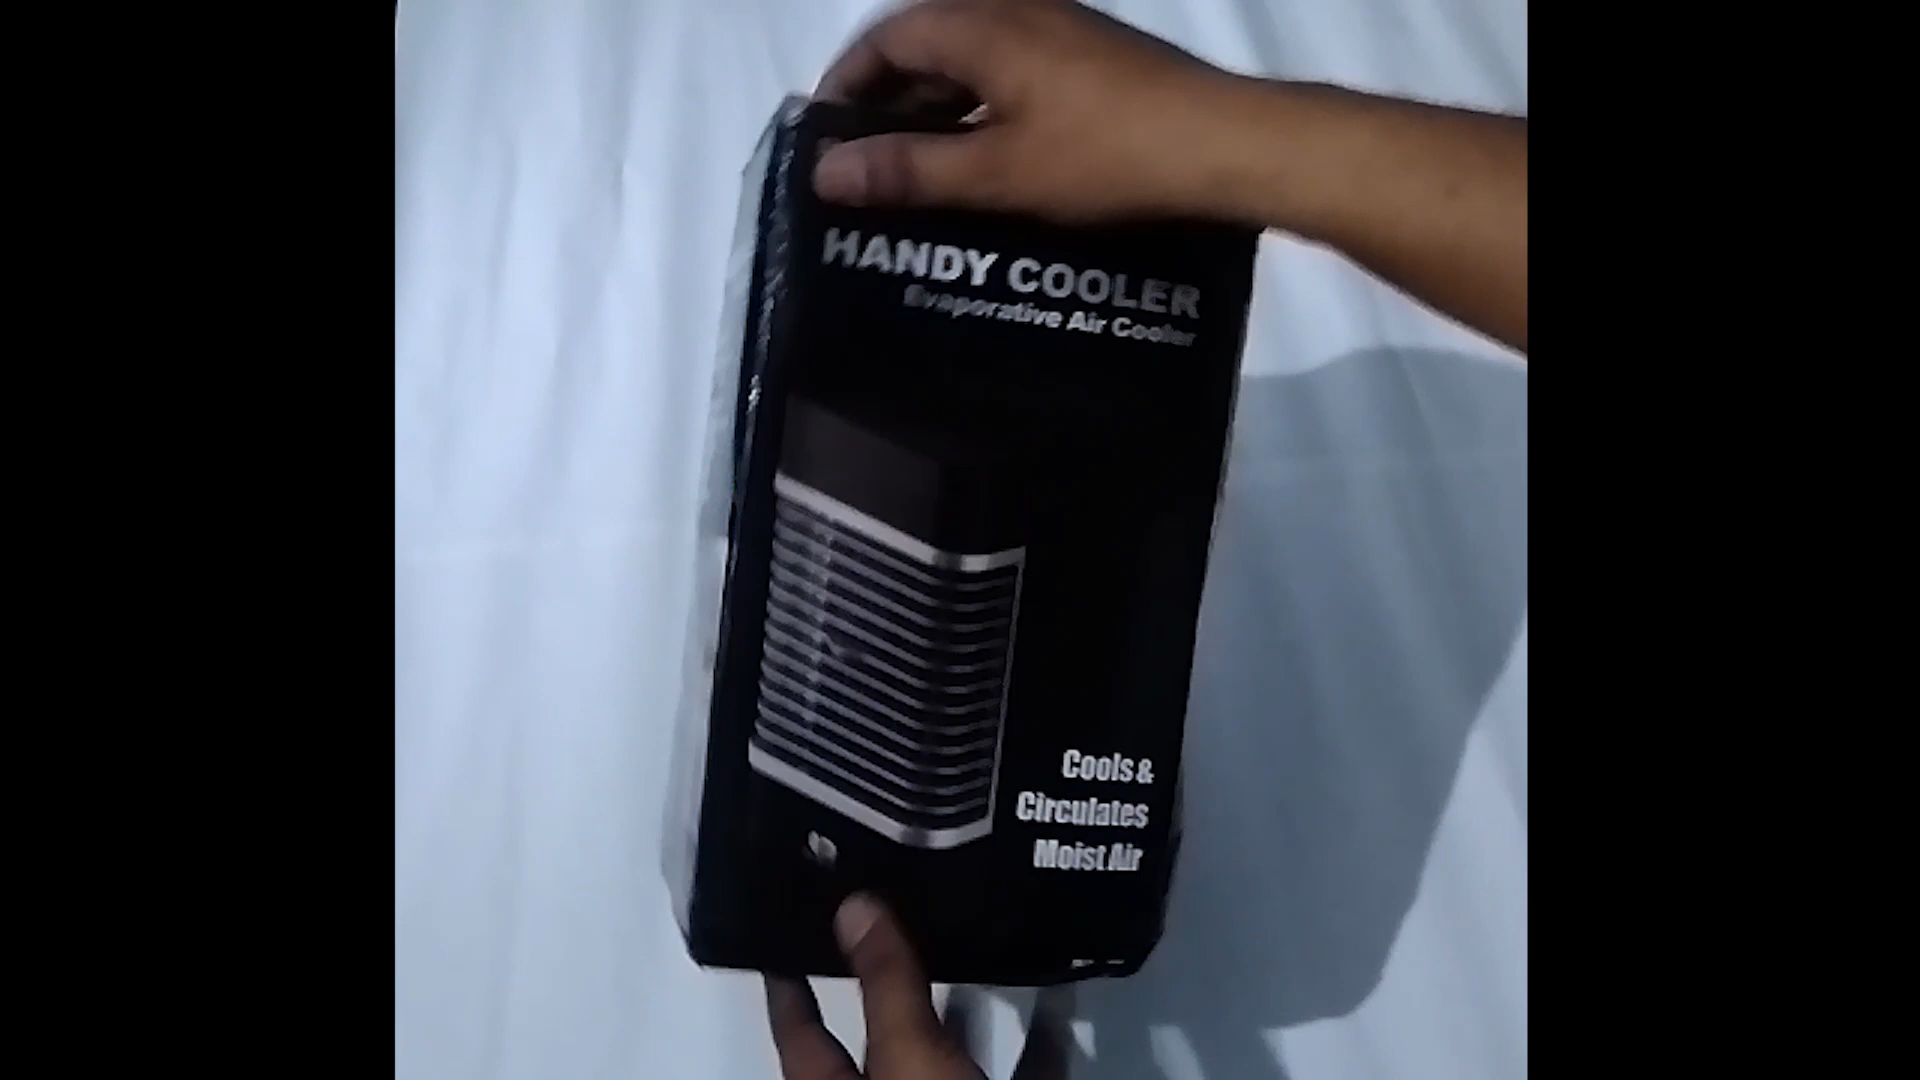 HANDY COOLER
Evaporative Air Cooler
Cools &
Circulates
Moist Air